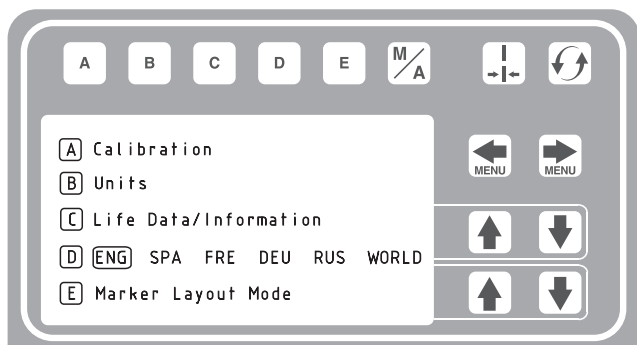 A B C D E M/A
MENU MENU
A Calibration
B Units
C Life Data/Information
D ENG SPA FRE DEU RUS WORLD
E Marker Layout Mode